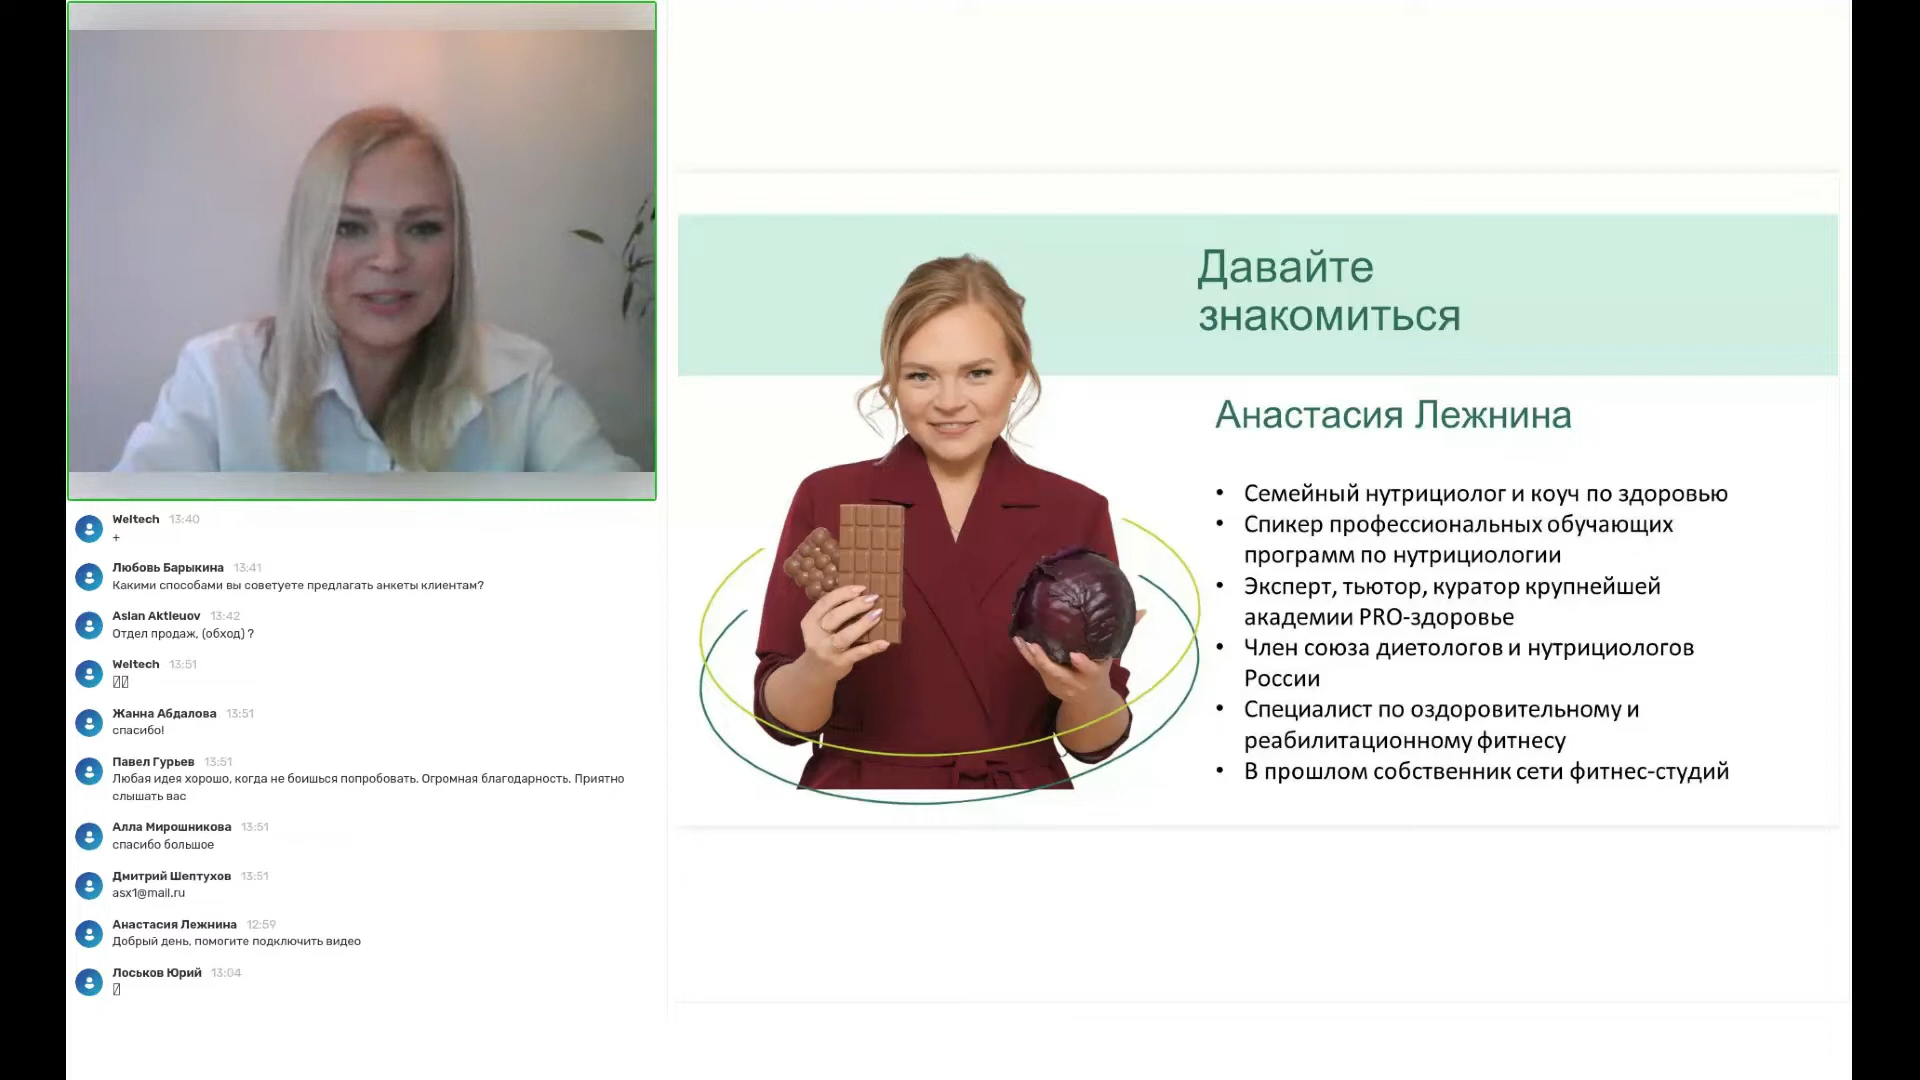 Weltech 13:40
+
Любовь Барыкина 13:41
Какими способами вы советуете предлагать анкеты клиентам?
Aslan Aktleuov 13:42
Отдел продаж, (обход) ?
Weltech 13:51
Жанна Абдалова 13:51
спасибо!
Павел Гурьев 13:51
Любая идея хорошо, когда не боишься попробовать. Огромная благодарность. Приятно
слышать вас
Алла Мирошникова 13:51
спасибо большое
Дмитрий Шептухов 13:51
asx1@mail.ru
Анастасия Лежнина 12:59
Добрый день, помогите подключить видео
Лоськов Юрий 13:04
Давайте
знакомиться
Анастасия Лежнина
• Семейный нутрициолог и коуч по здоровью
• Спикер профессиональных обучающих
программ по нутрициологии
• Эксперт, тьютор, куратор крупнейшей
академии PRO-здоровье
• Член союза диетологов и нутрициологов
России
• Специалист по оздоровительному и
реабилитационному фитнесу
• В прошлом собственник сети фитнес-студий